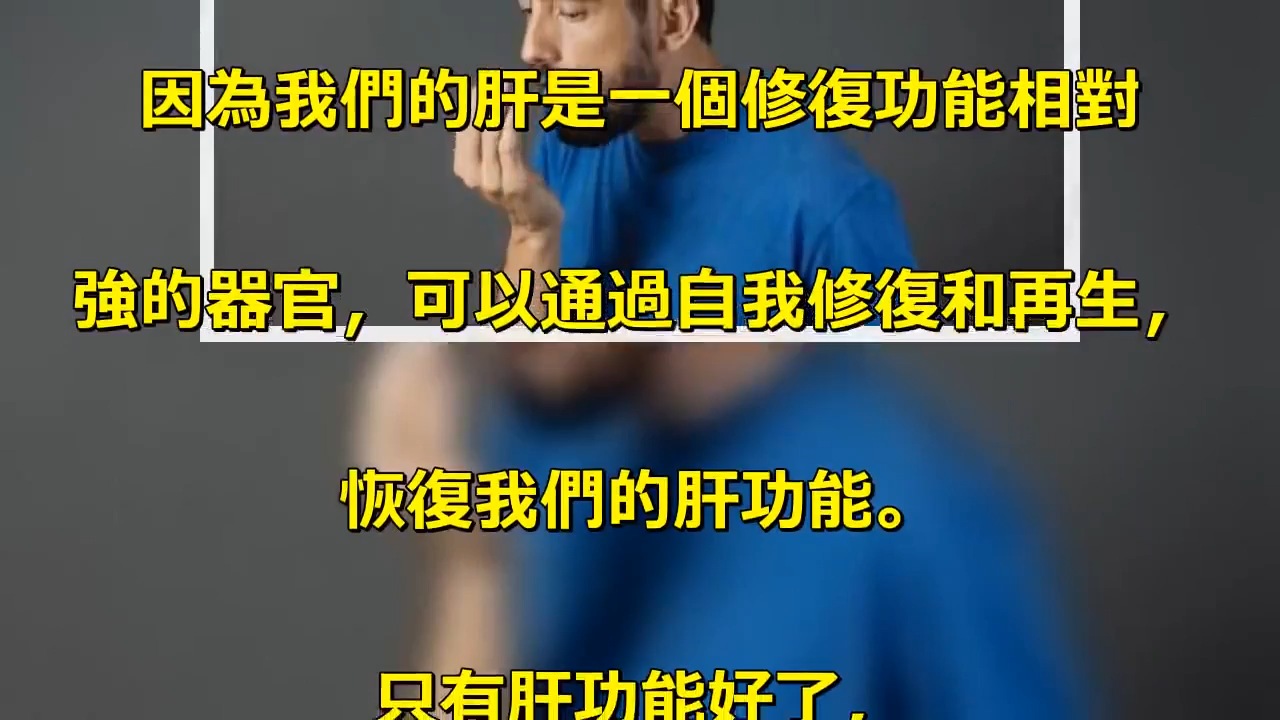 因為我們的肝是一個修復功能相對
強的器官，可以通過自我修復和再生，
恢復我們的肝功能。
只有肝功能好了，